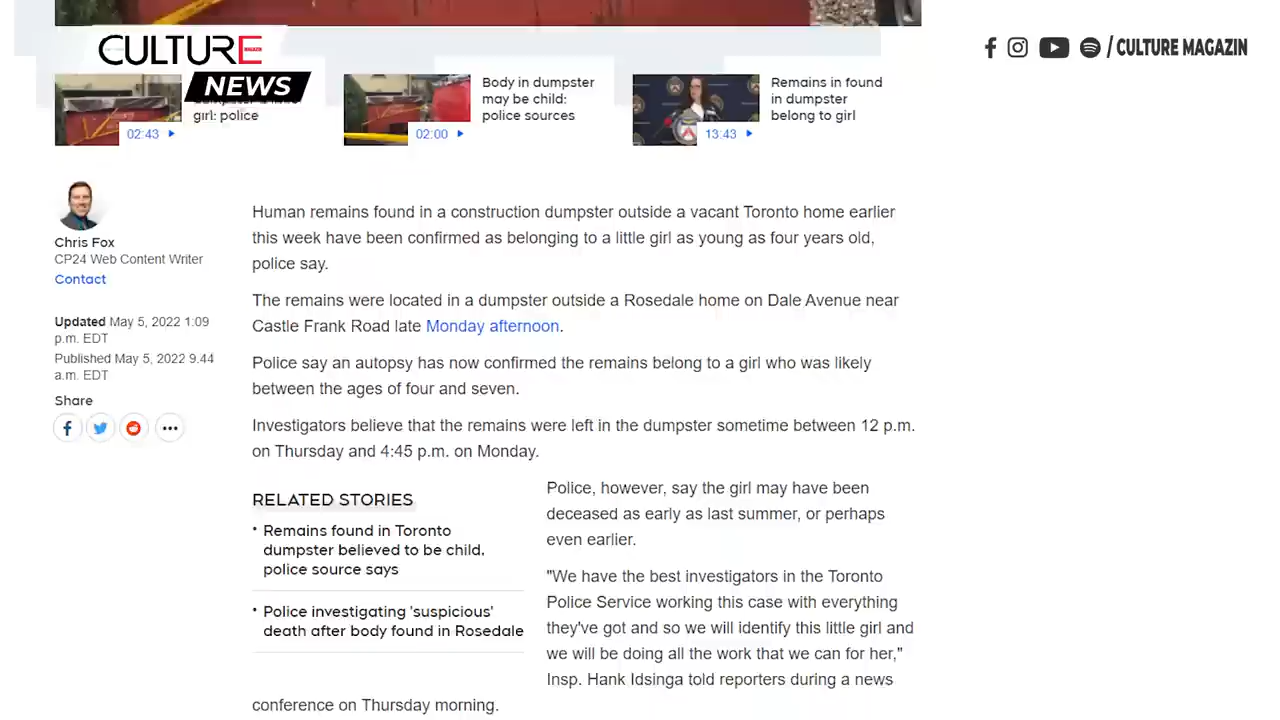 CULTURE
NEWS
/ CULTURE MAGAZIN
girl: police
02:43
Body in dumpster
may be child:
police sources
02:00
Remains in found
in dumpster
belong to girl
13:43
Chris Fox
CP24 Web Content Writer
Contact
Updated May 5, 2022 1:09
p.m. EDT
Published May 5, 2022 9.44
a.m. EDT
Share
Human remains found in a construction dumpster outside a vacant Toronto home earlier
this week have been confirmed as belonging to a little girl as young as four years old,
police say.
The remains were located in a dumpster outside a Rosedale home on Dale Avenue near
Castle Frank Road late Monday afternoon.
Police say an autopsy has now confirmed the remains belong to a girl who was likely
between the ages of four and seven.
Investigators believe that the remains were left in the dumpster sometime between 12 p.m.
on Thursday and 4:45 p.m. on Monday.
RELATED STORIES
• Remains found in Toronto
dumpster believed to be child,
police source says
• Police investigating 'suspicious'
death after body found in Rosedale
Police, however, say the girl may have been
deceased as early as last summer, or perhaps
even earlier.
"We have the best investigators in the Toronto
Police Service working this case with everything
they've got and so we will identify this little girl and
we will be doing all the work that we can for her,"
Insp. Hank Idsinga told reporters during a news
conference on Thursday morning.